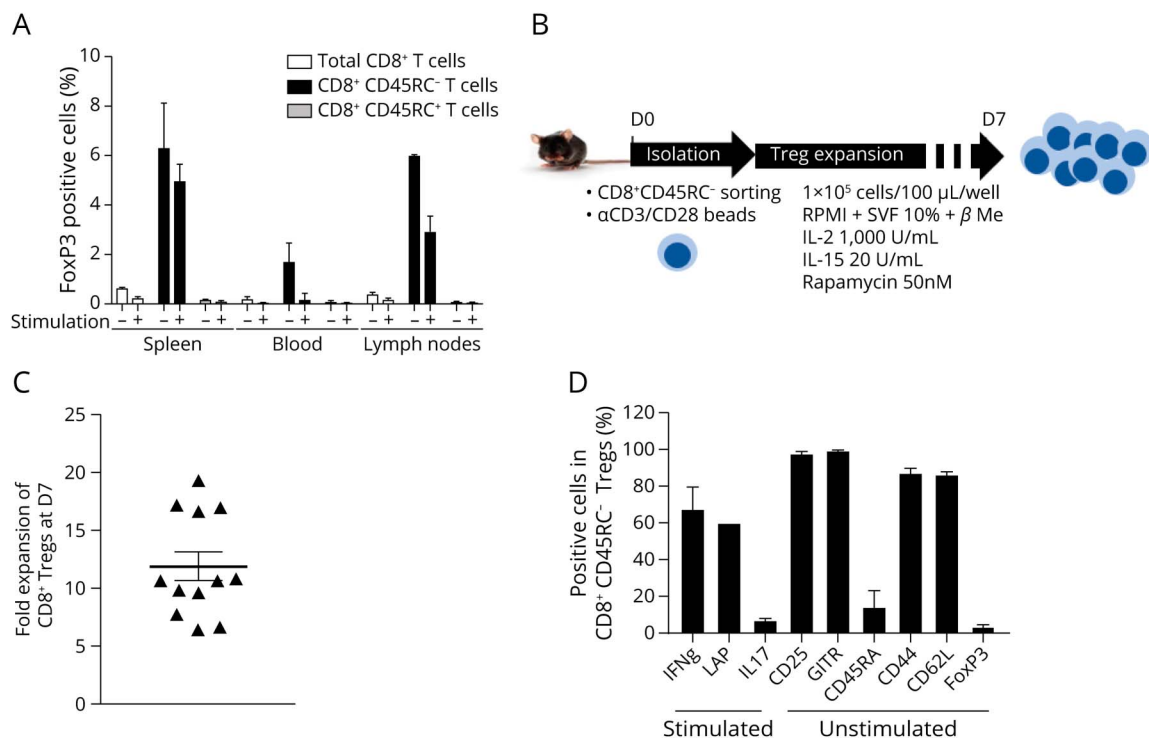 A
FoxP3 positive cells (%)
10
8
6
4
2
0
Total CD8⁺ T cells
CD8⁺ CD45RC⁻ T cells
CD8⁺ CD45RC⁺ T cells
Stimulation − + − + − + − + − + − + − + − + − +
Spleen Blood Lymph nodes
B
D0 D7
Isolation Treg expansion
• CD8⁺CD45RC⁻ sorting
• αCD3/CD28 beads
1×10⁵ cells/100 μL/well
RPMI + SVF 10% + β Me
IL-2 1,000 U/mL
IL-15 20 U/mL
Rapamycin 50nM
C
Fold expansion of
CD8⁺ Tregs at D7
25
20
15
10
5
0
D
Positive cells in
CD8⁺ CD45RC⁻ Tregs (%)
120
100
80
60
40
20
0
IFNg LAP IL17 CD25 GITR CD45RA CD44 CD62L FoxP3
Stimulated Unstimulated